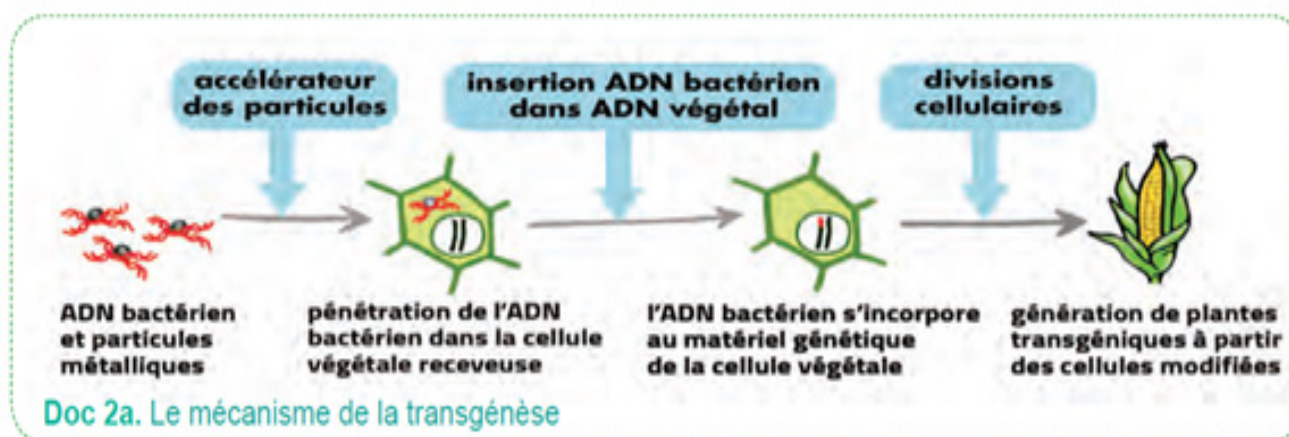 accélérateur
des particules
insertion ADN bactérien
dans ADN végétal
divisions
cellulaires
ADN bactérien
et particules
métalliques
pénétration de l'ADN
bactérien dans la cellule
végétale receveuse
l'ADN bactérien s'incorpore
au matériel génétique
de la cellule végétale
génération de plantes
transgéniques à partir
des cellules modifiées
Doc 2a. Le mécanisme de la transgénèse